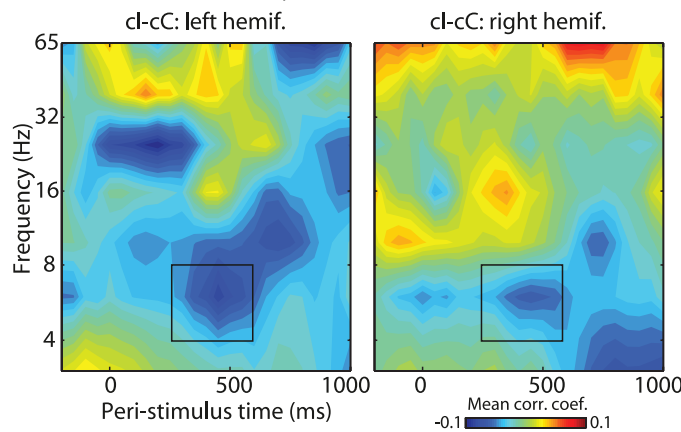 cl-cC: left hemif.
cl-cC: right hemif.
65
32
16
8
4
Frequency (Hz)
0
500
1000
0
500
1000
Peri-stimulus time (ms)
Mean corr. coef.
-0.1
0.1